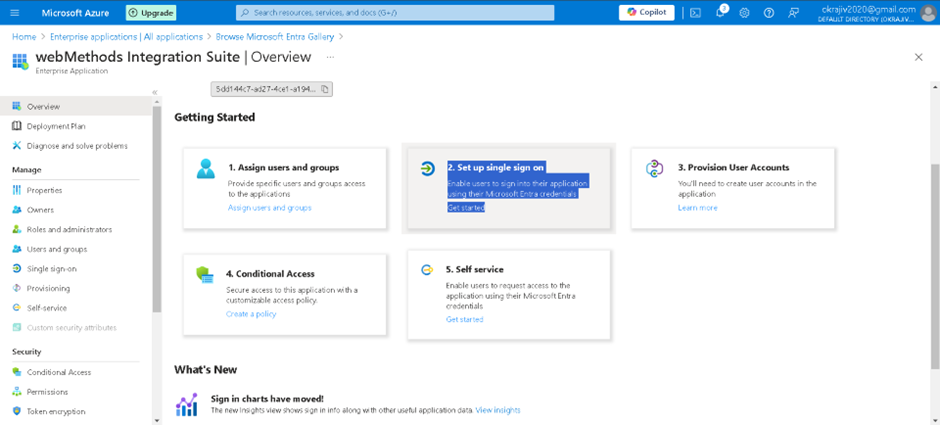 Microsoft Azure
Upgrade
Search resources, services, and docs (G+/)
Copilot
okrajiv2020@gmail.com
DEFAULT DIRECTORY (OKRAJIV...
Home > Enterprise applications | All applications > Browse Microsoft Entra Gallery >
webMethods Integration Suite | Overview ...
Enterprise Application
5dd144c7-ad27-4ce1-a194...
Overview
Deployment Plan
Diagnose and solve problems
Manage
Properties
Owners
Roles and administrators
Users and groups
Single sign-on
Provisioning
Self-service
Custom security attributes
Security
Conditional Access
Permissions
Token encryption
Getting Started
1. Assign users and groups
Provide specific users and groups access
to the applications
Assign users and groups
2. Set up single sign on
Enable users to sign into their application
using their Microsoft Entra credentials
Get started
3. Provision User Accounts
You'll need to create user accounts in the
application
Learn more
4. Conditional Access
Secure access to this application with a
customizable access policy.
Create a policy
5. Self service
Enable users to request access to the
application using their Microsoft Entra
credentials
Get started
What's New
Sign in charts have moved!
The new Insights view shows sign in info along with other useful application data. View insights